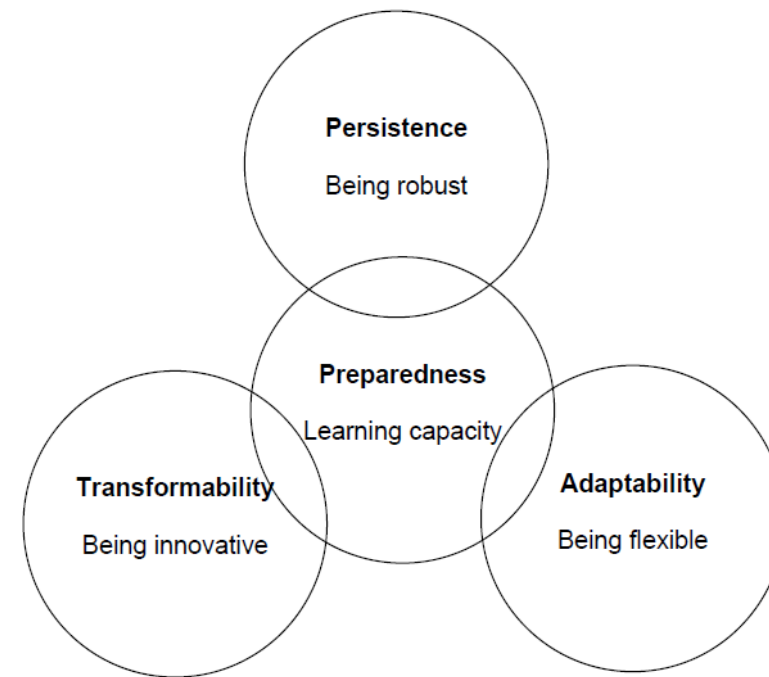 Persistence
Being robust
Preparedness
Learning capacity
Transformability
Being innovative
Adaptability
Being flexible